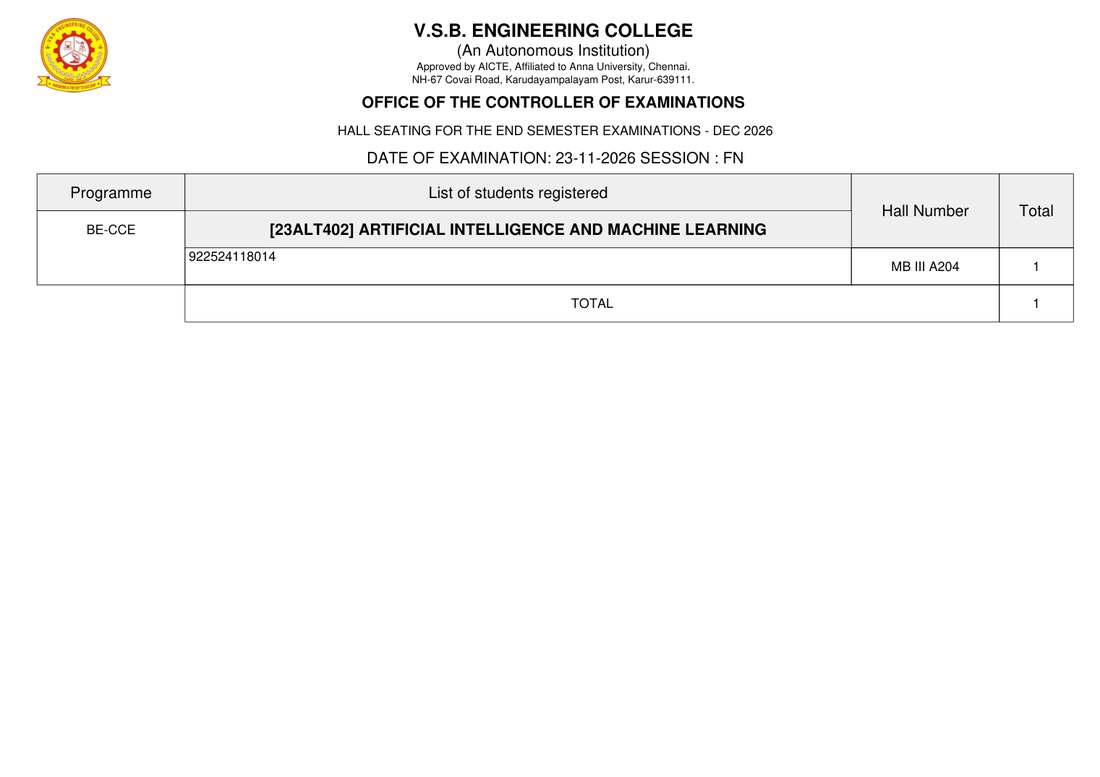 V.S.B. ENGINEERING COLLEGE
(An Autonomous Institution)
Approved by AICTE, Affiliated to Anna University, Chennai.
NH-67 Covai Road, Karudayampalayam Post, Karur-639111.
OFFICE OF THE CONTROLLER OF EXAMINATIONS
HALL SEATING FOR THE END SEMESTER EXAMINATIONS - DEC 2026
DATE OF EXAMINATION: 23-11-2026 SESSION : FN
Programme List of students registered Hall Number Total
BE-CCE [23ALT402] ARTIFICIAL INTELLIGENCE AND MACHINE LEARNING
922524118014 MB III A204 1
TOTAL 1